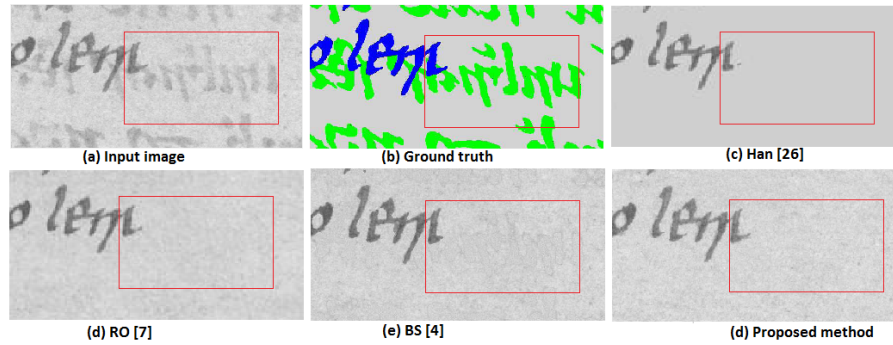 o lem
o lem
o lem
(a) Input image
(b) Ground truth
(c) Han [26]
o lem
o lem
o lem
(d) RO [7]
(e) BS [4]
(d) Proposed method